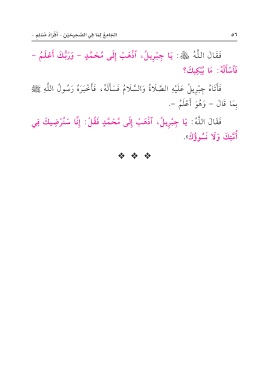 ٥٦ الجامع لما في الصحيحين - أفراد مسلم -
فَقَالَ اللَّهُ ﷻ: يَا جِبْرِيلُ، اذْهَبْ إِلَى مُحَمَّدٍ - وَرَبُّكَ أَعْلَمُ -
فَاسْأَلْهُ: مَا يُبْكِيكَ؟
فَأَتَاهُ جِبْرِيلُ عَلَيْهِ الصَّلَاةُ وَالسَّلَامُ فَسَأَلَهُ، فَأَخْبَرَهُ رَسُولُ اللَّهِ ﷺ
بِمَا قَالَ - وَهُوَ أَعْلَمُ -.
فَقَالَ اللَّهُ: يَا جِبْرِيلُ، اذْهَبْ إِلَى مُحَمَّدٍ فَقُلْ: إِنَّا سَنُرْضِيكَ فِي
أُمَّتِكَ وَلَا نَسُوؤُكَ».